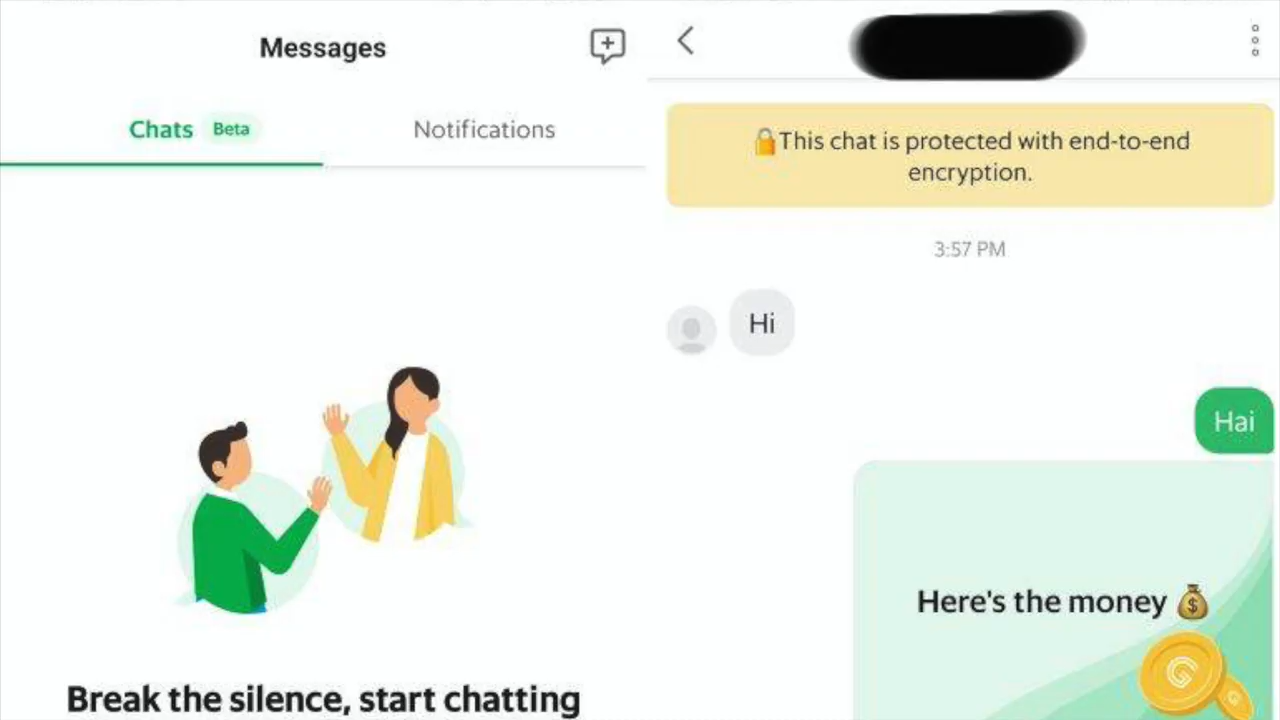 Messages
Chats Beta
Notifications
Break the silence, start chatting
🔒This chat is protected with end-to-end
encryption.
3:57 PM
Hi
Hai
Here's the money 💰
G
G